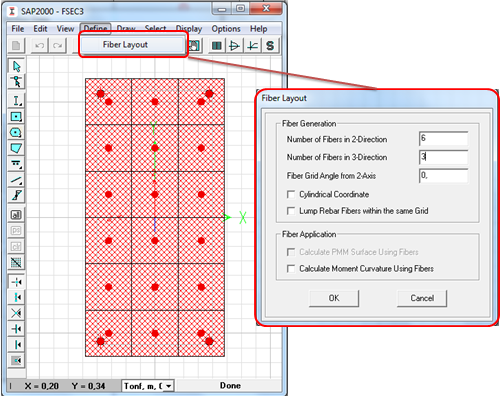 SAP2000 - FSEC3
File Edit View Define Draw Select Display Options Help
Fiber Layout
X
X = 0,20 Y = 0,34 Tonf, m, C Done
Fiber Layout
Fiber Generation
Number of Fibers in 2-Direction 6
Number of Fibers in 3-Direction 3
Fiber Grid Angle from 2-Axis 0,
Cylindrical Coordinate
Lump Rebar Fibers within the same Grid
Fiber Application
Calculate PMM Surface Using Fibers
Calculate Moment Curvature Using Fibers
OK Cancel